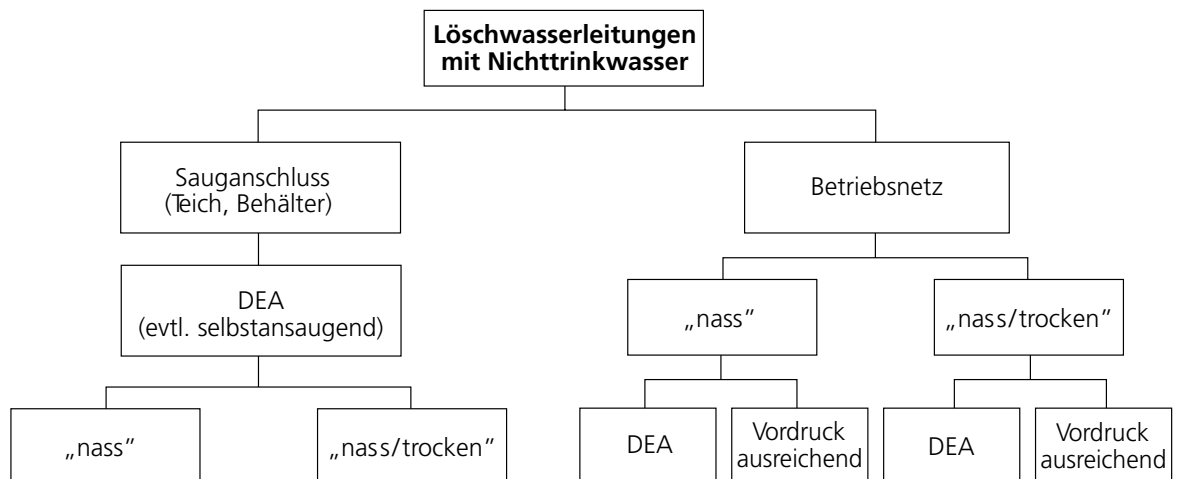 Löschwasserleitungen
mit Nichttrinkwasser
Sauganschluss
(Teich, Behälter)
Betriebsnetz
DEA
(evtl. selbstansaugend)
„nass“
„nass/trocken“
„nass“
„nass/trocken“
DEA
Vordruck
ausreichend
DEA
Vordruck
ausreichend